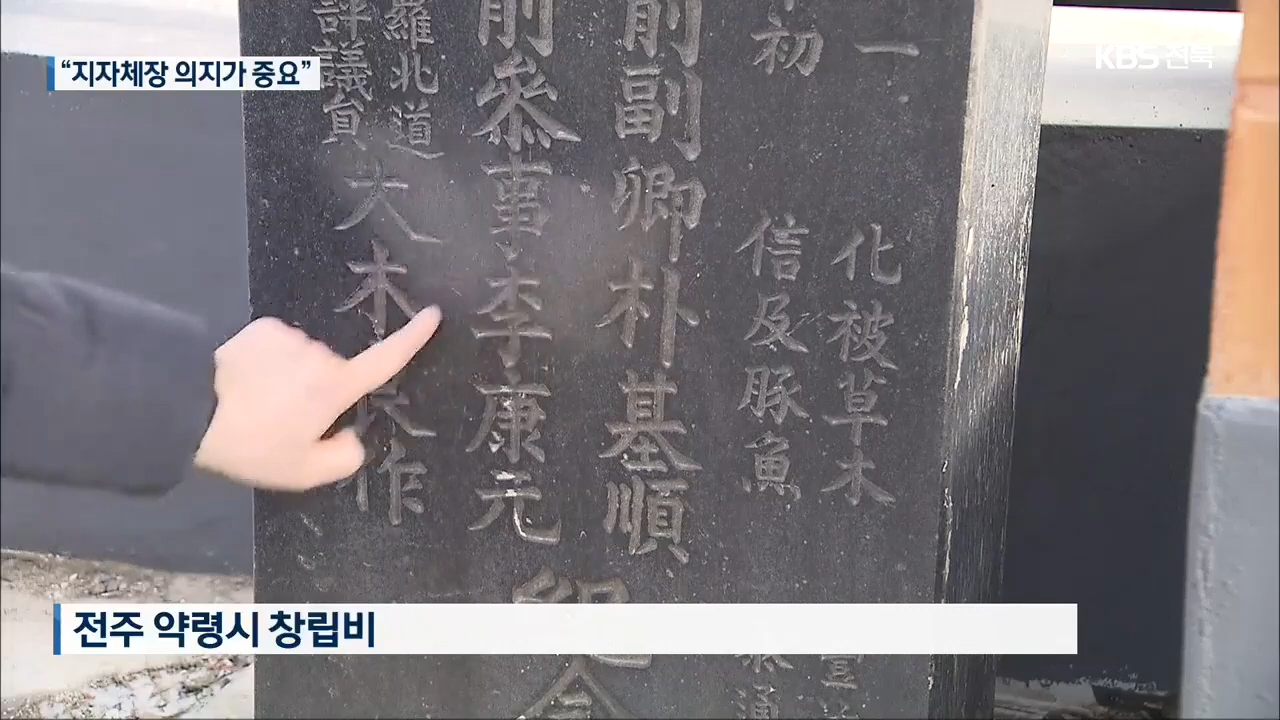 “지자체장 의지가 중요”
KBS 전북
一
化被草木
初
信及豚魚
前副卿朴基順
前叅事李康元
羅北道
評議員
大木良作
전주 약령시 창립비